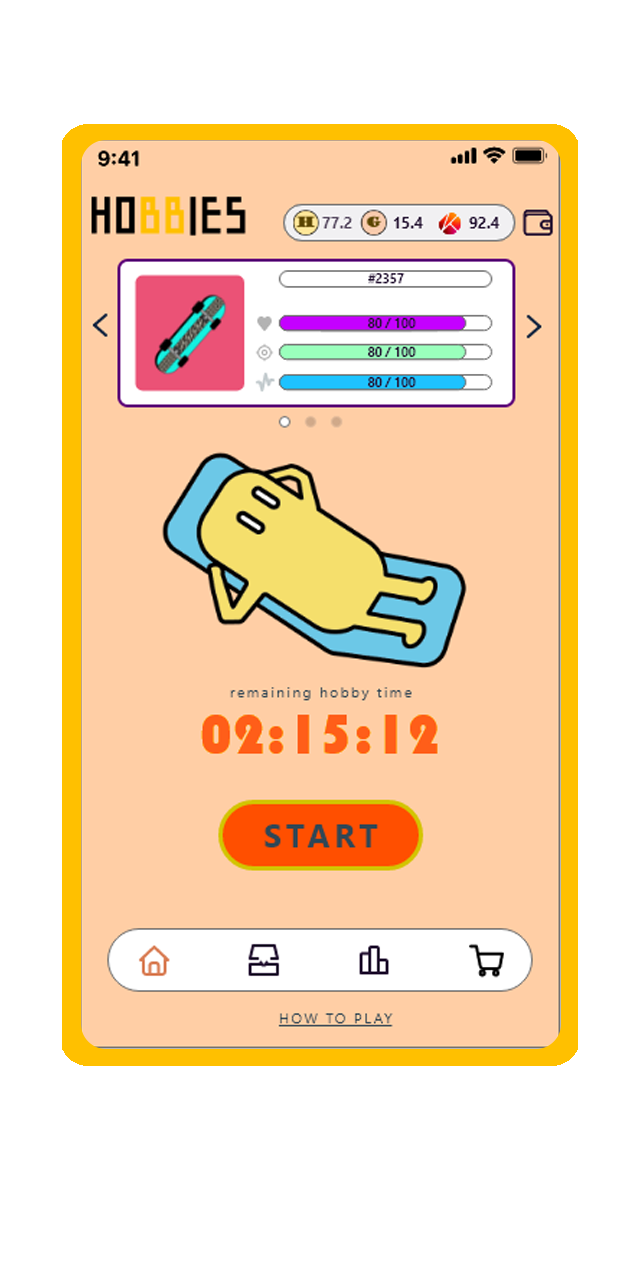 9:41
HOBBIES
H 77.2 G 15.4 92.4
#2357
80 / 100
80 / 100
80 / 100
remaining hobby time
02:15:12
START
HOW TO PLAY